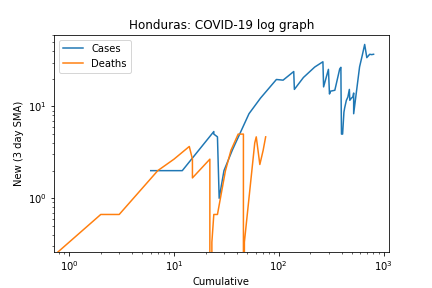 Honduras: COVID-19 log graph
Cases
Deaths
New (3 day SMA)
10¹
10⁰
10⁰ 10¹ 10² 10³
Cumulative